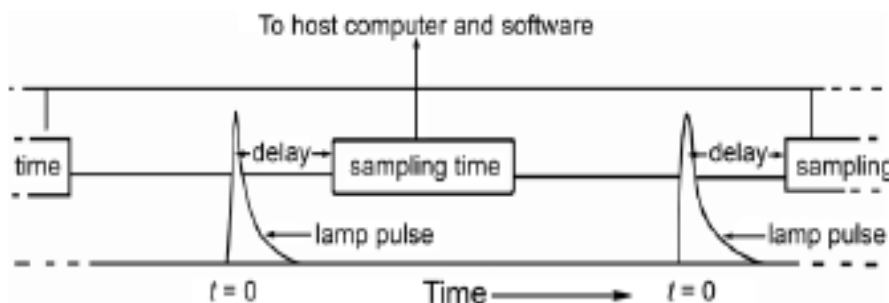 To host computer and software
time
delay
sampling time
delay
sampling
lamp pulse
lamp pulse
t = 0
Time
t = 0